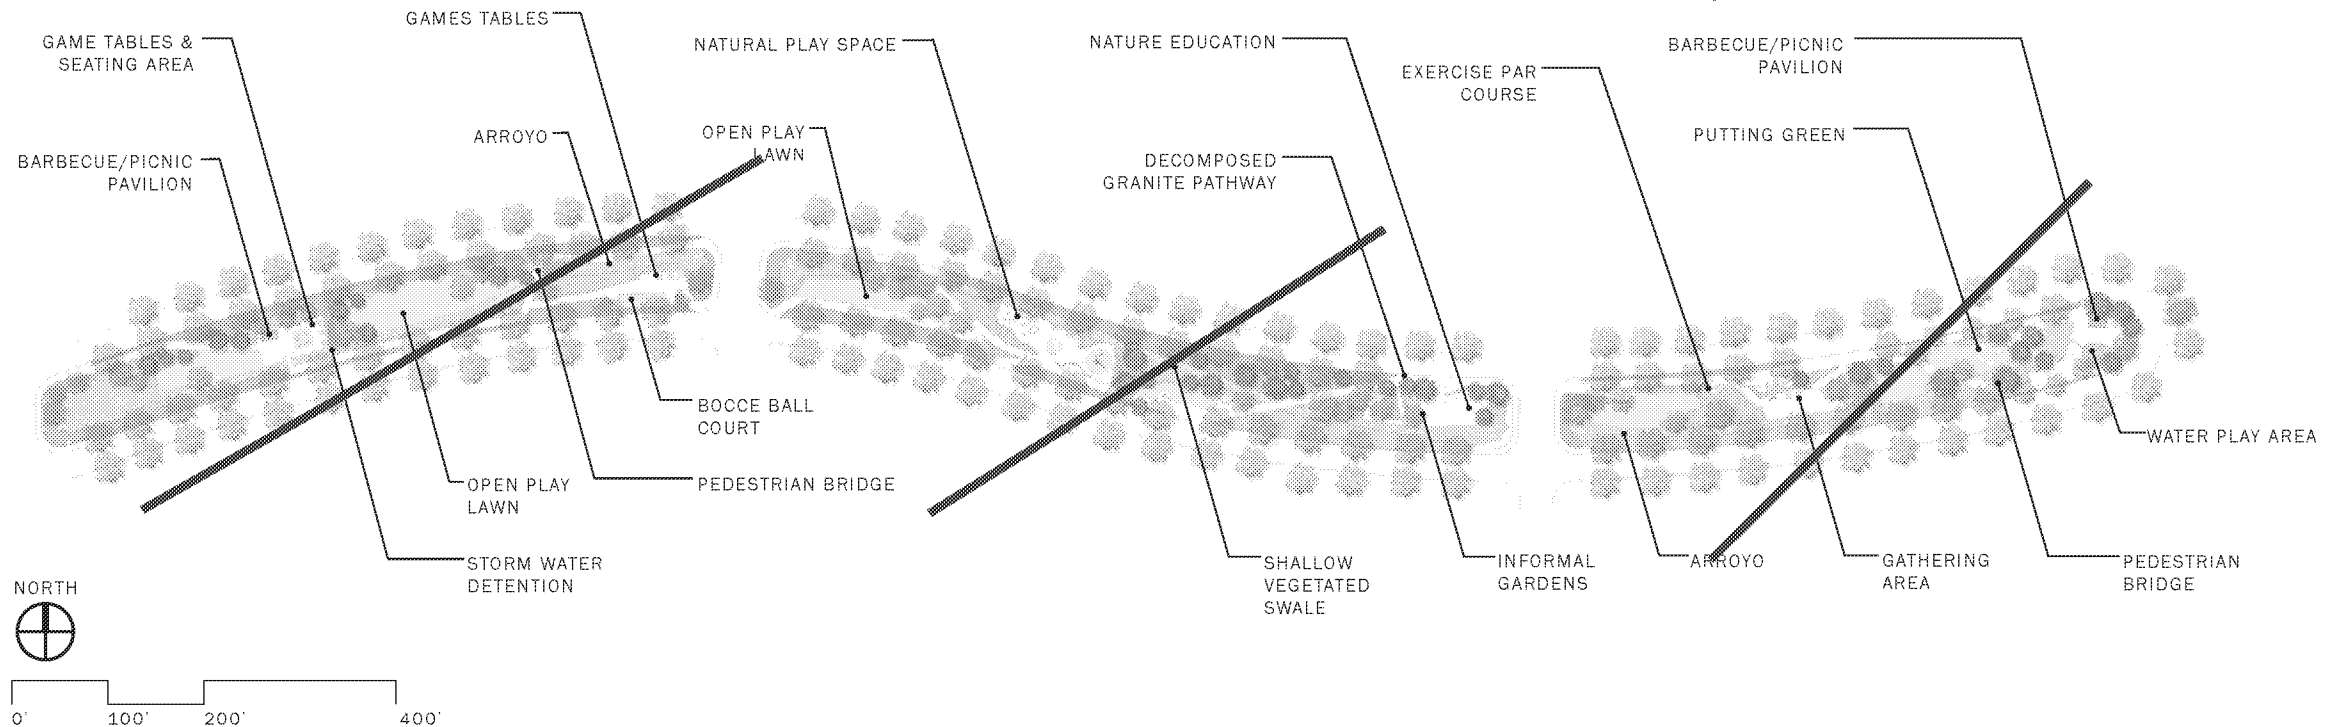 GAMES TABLES
GAME TABLES &
SEATING AREA
NATURAL PLAY SPACE
NATURE EDUCATION
BARBECUE/PICNIC
PAVILION
EXERCISE PAR
COURSE
ARROYO
OPEN PLAY
LAWN
PUTTING GREEN
BARBECUE/PICNIC
PAVILION
DECOMPOSED
GRANITE PATHWAY
BOCCE BALL
COURT
WATER PLAY AREA
OPEN PLAY
LAWN
PEDESTRIAN BRIDGE
STORM WATER
DETENTION
SHALLOW
VEGETATED
SWALE
INFORMAL
GARDENS
ARROYO
GATHERING
AREA
PEDESTRIAN
BRIDGE
NORTH
0' 100' 200' 400'